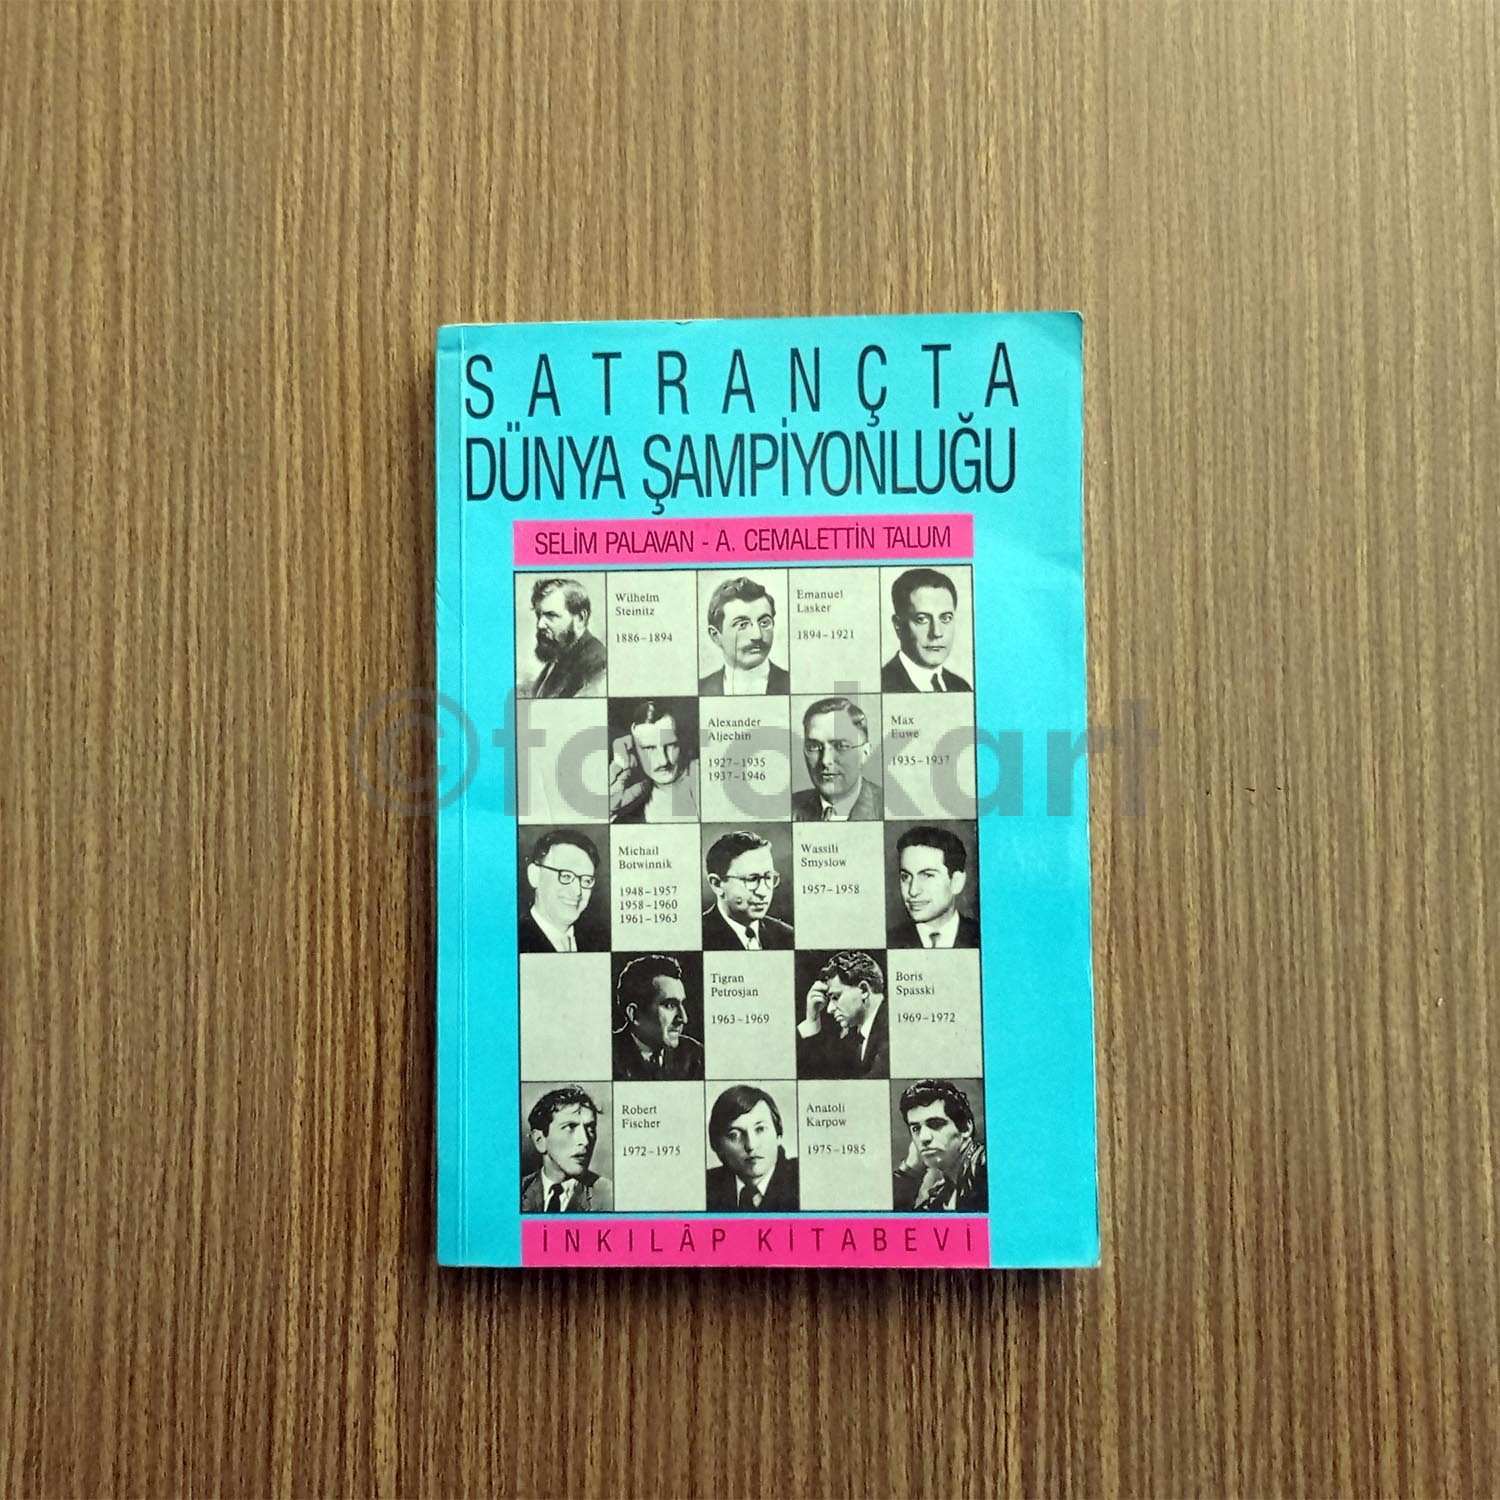 SATRANÇTA
DÜNYA ŞAMPİYONLUĞU
SELİM PALAVAN - A. CEMALETTİN TALUM
Wilhelm
Steinitz
1886-1894
Emanuel
Lasker
1894-1921
Alexander
Aljechin
1927-1935
1937-1946
Max
Euwe
1935-1937
Michail
Botwinnik
1948-1957
1958-1960
1961-1963
Wassili
Smyslow
1957-1958
Tigran
Petrosjan
1963-1969
Boris
Spasski
1969-1972
Robert
Fischer
1972-1975
Anatoli
Karpow
1975-1985
İNKILÂP KİTABEVİ
©fotokart